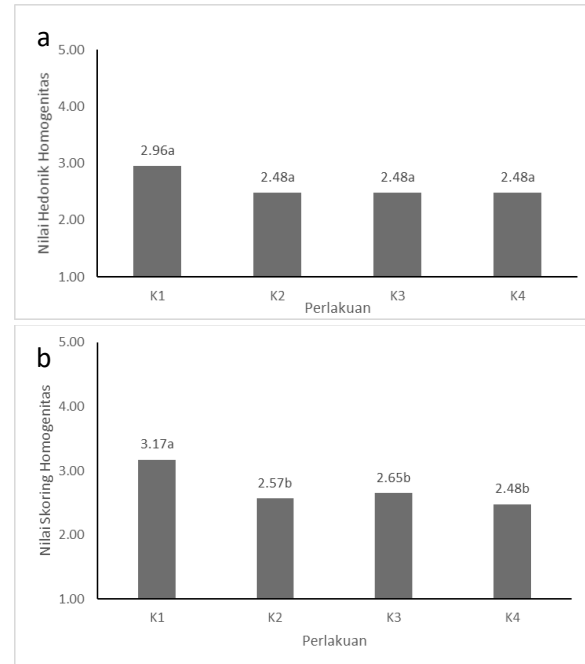 a
Nilai Hedonik Homogenitas
5.00
4.00
3.00
2.00
1.00
2.96a
2.48a
2.48a
2.48a
K1
K2
K3
K4
Perlakuan
b
Nilai Skoring Homogenitas
5.00
4.00
3.00
2.00
1.00
3.17a
2.57b
2.65b
2.48b
K1
K2
K3
K4
Perlakuan